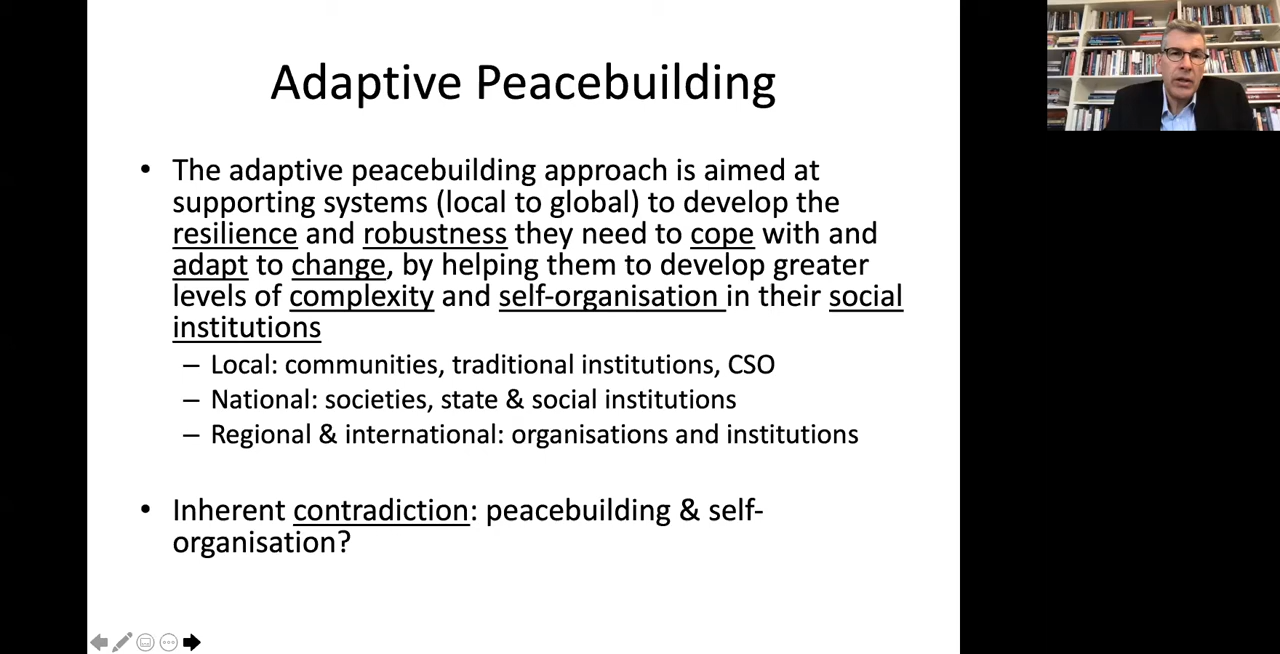 Adaptive Peacebuilding
• The adaptive peacebuilding approach is aimed at
supporting systems (local to global) to develop the
resilience and robustness they need to cope with and
adapt to change, by helping them to develop greater
levels of complexity and self-organisation in their social
institutions
– Local: communities, traditional institutions, CSO
– National: societies, state & social institutions
– Regional & international: organisations and institutions
• Inherent contradiction: peacebuilding & self-
organisation?